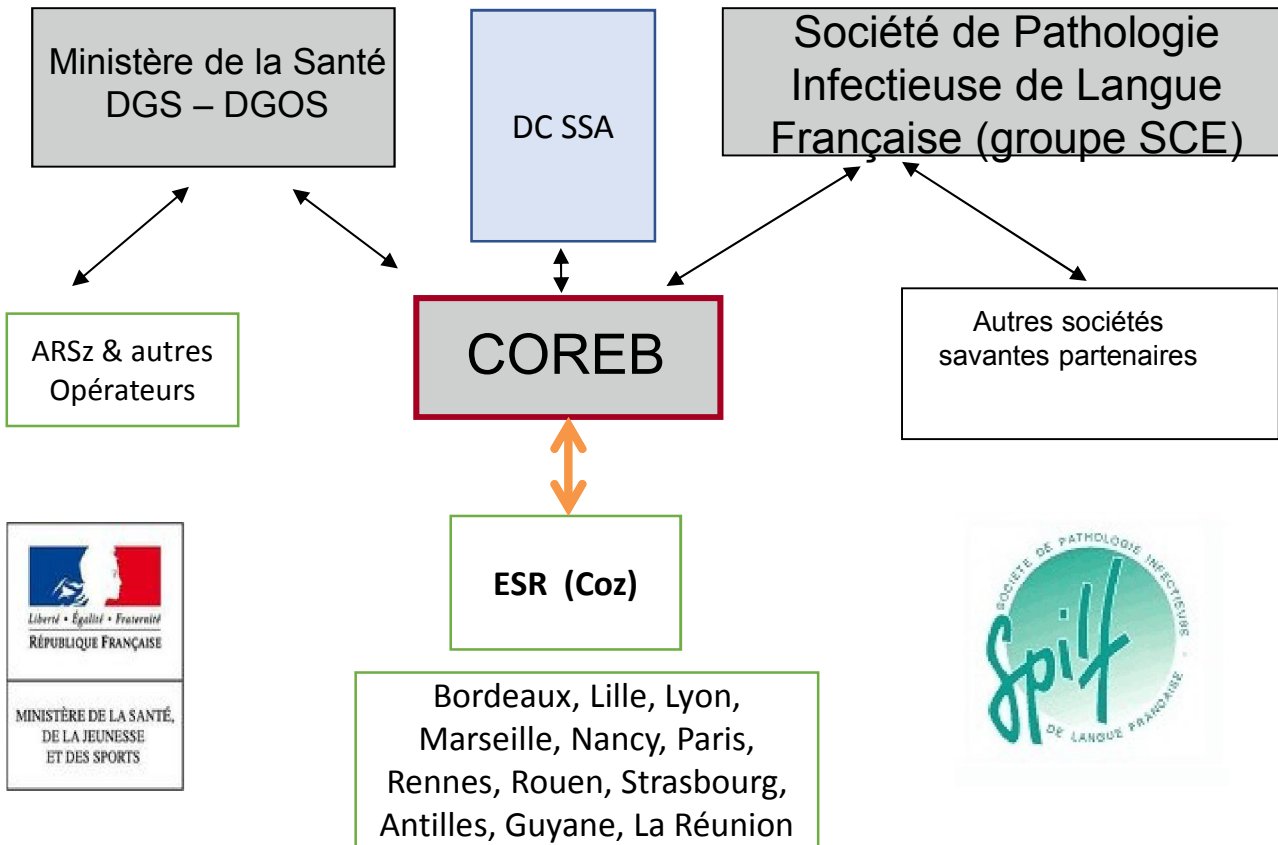 Ministère de la Santé
DGS – DGOS
DC SSA
Société de Pathologie
Infectieuse de Langue
Française (groupe SCE)
ARSz & autres
Opérateurs
COREB
Autres sociétés
savantes partenaires
ESR (Coz)
Bordeaux, Lille, Lyon,
Marseille, Nancy, Paris,
Rennes, Rouen, Strasbourg,
Antilles, Guyane, La Réunion
Liberté • Égalité • Fraternité
RÉPUBLIQUE FRANÇAISE
MINISTÈRE DE LA SANTÉ,
DE LA JEUNESSE
ET DES SPORTS
SOCIÉTÉ DE PATHOLOGIE INFECTIEUSE -
Spilf
DE LANGUE FRANÇAISE